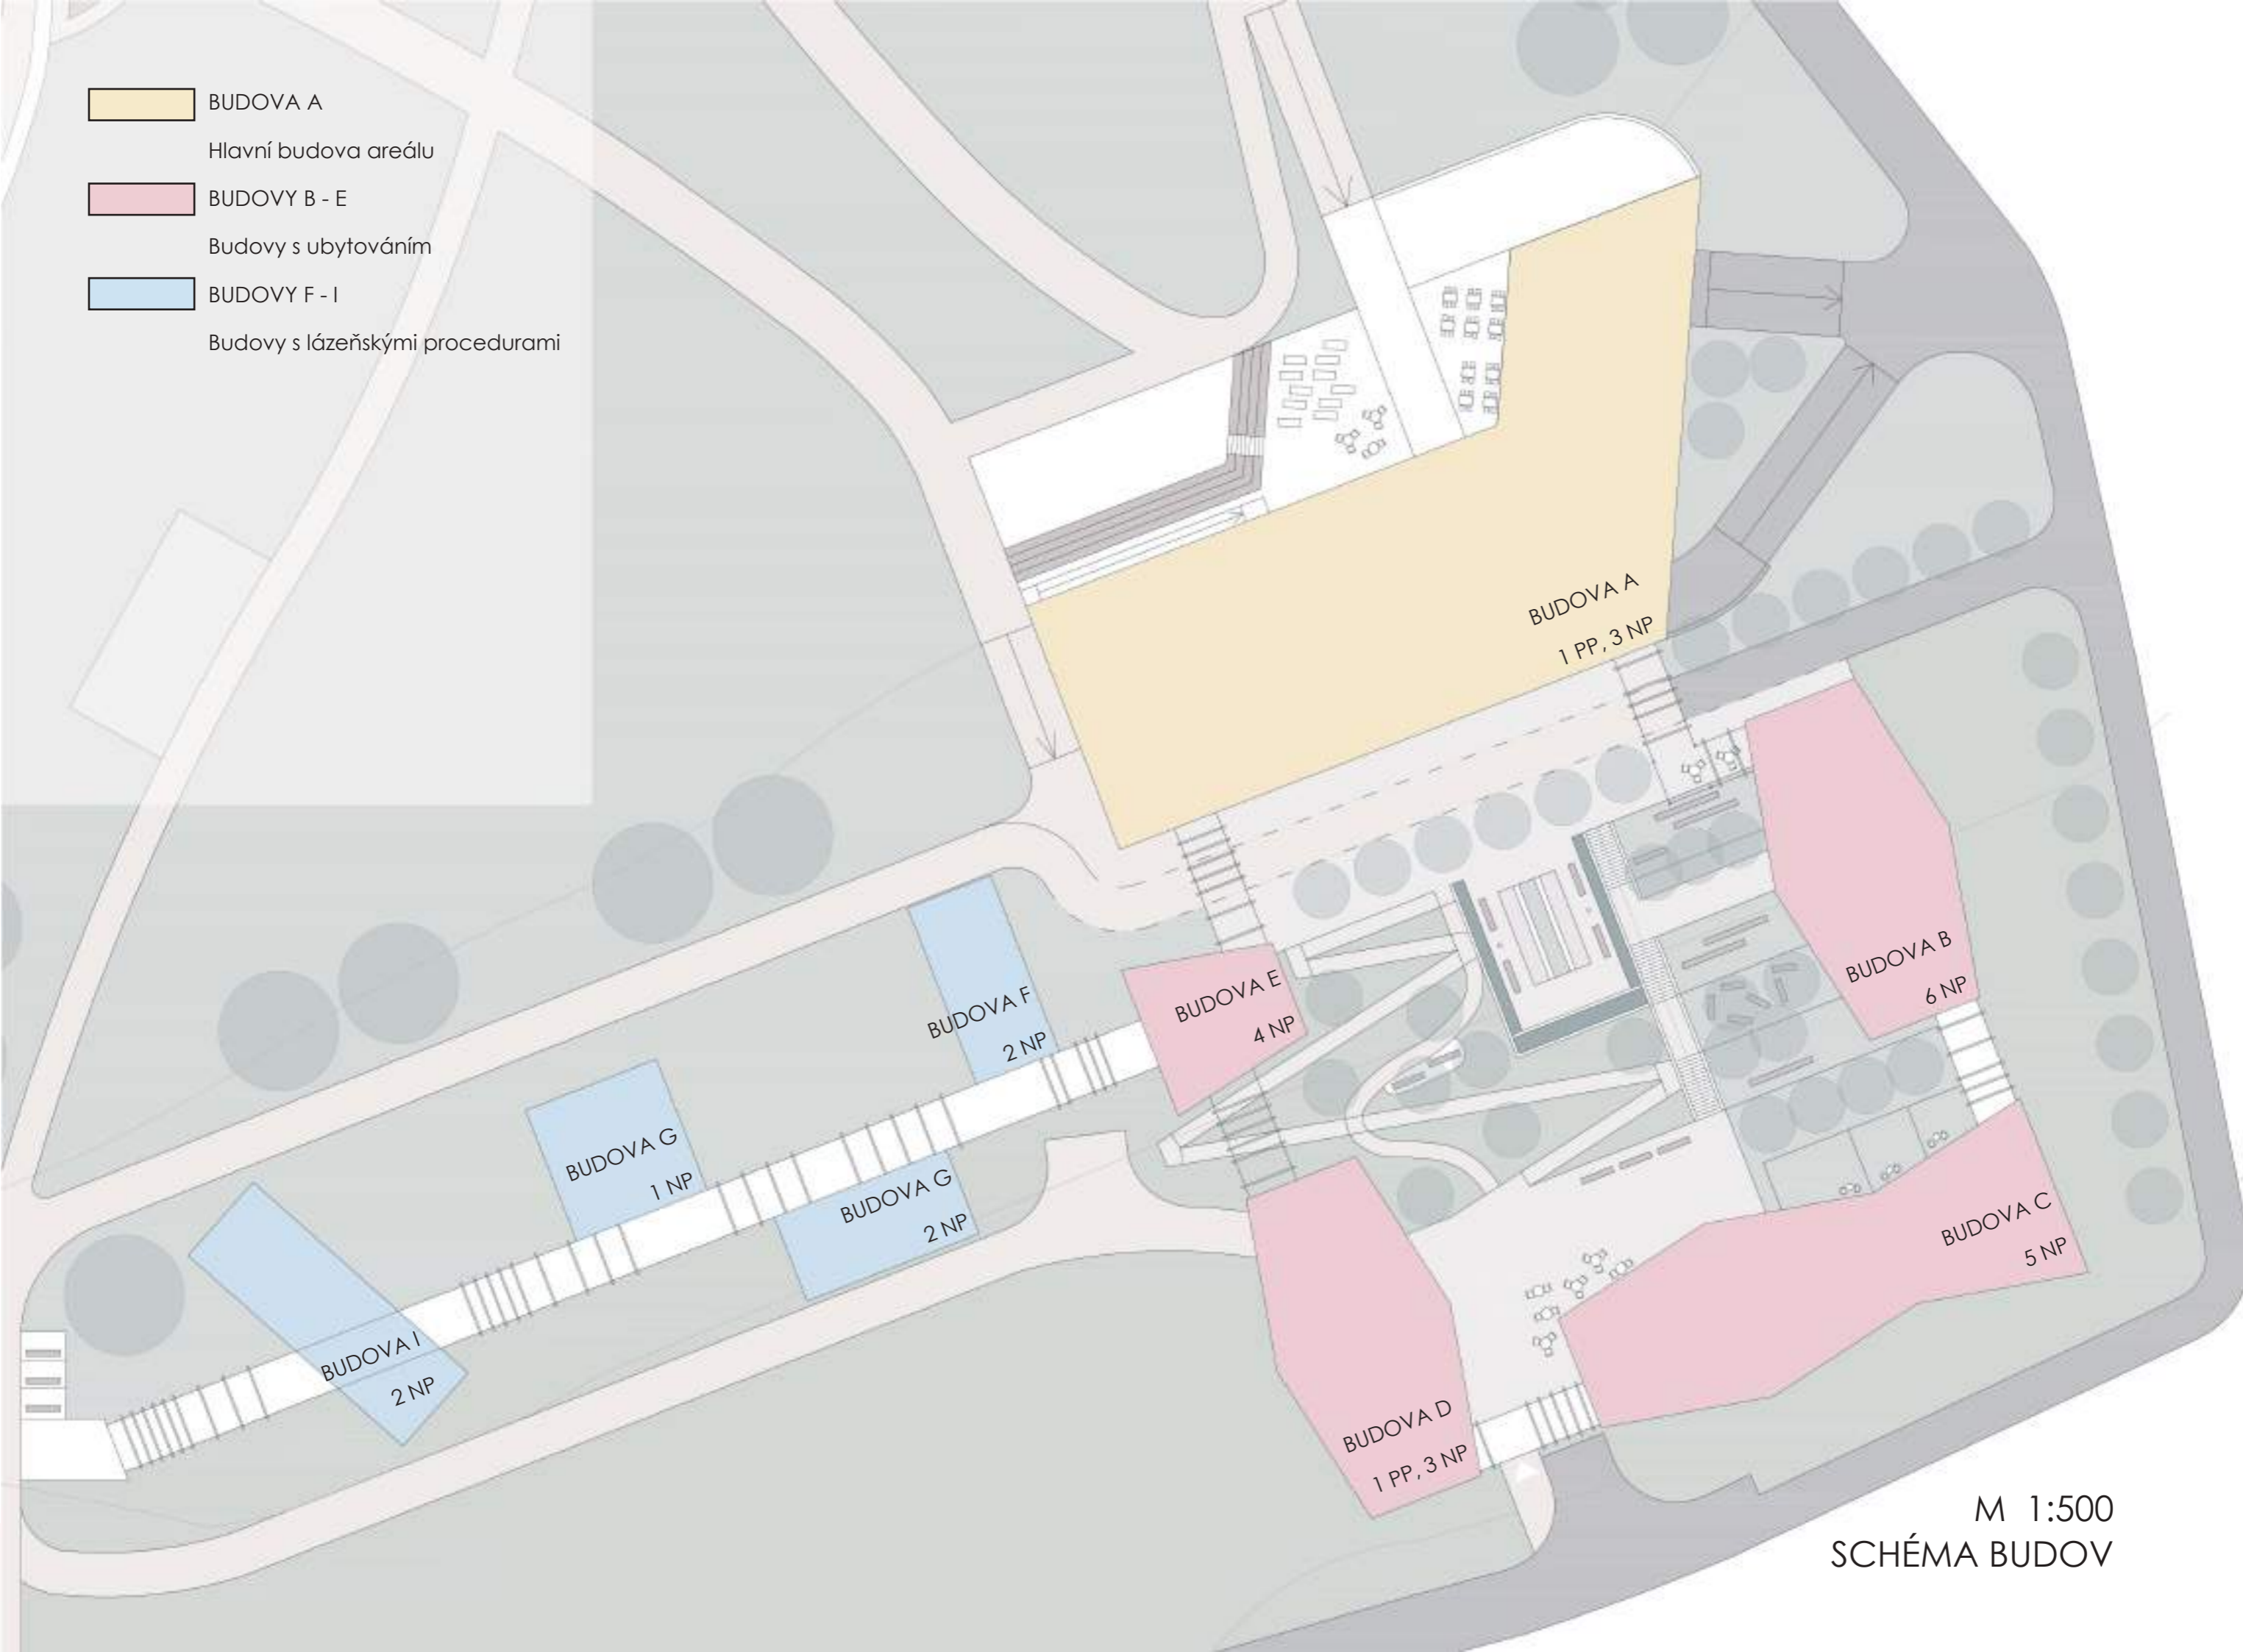 BUDOVA A
Hlavní budova areálu
BUDOVY B - E
Budovy s ubytováním
BUDOVY F - I
Budovy s lázeňskými procedurami
BUDOVA A
1 PP, 3 NP
BUDOVA B
6 NP
BUDOVA E
4 NP
BUDOVA F
2 NP
BUDOVA G
1 NP
BUDOVA G
2 NP
BUDOVA C
5 NP
BUDOVA I
2 NP
BUDOVA D
1 PP, 3 NP
M 1:500
SCHÉMA BUDOV